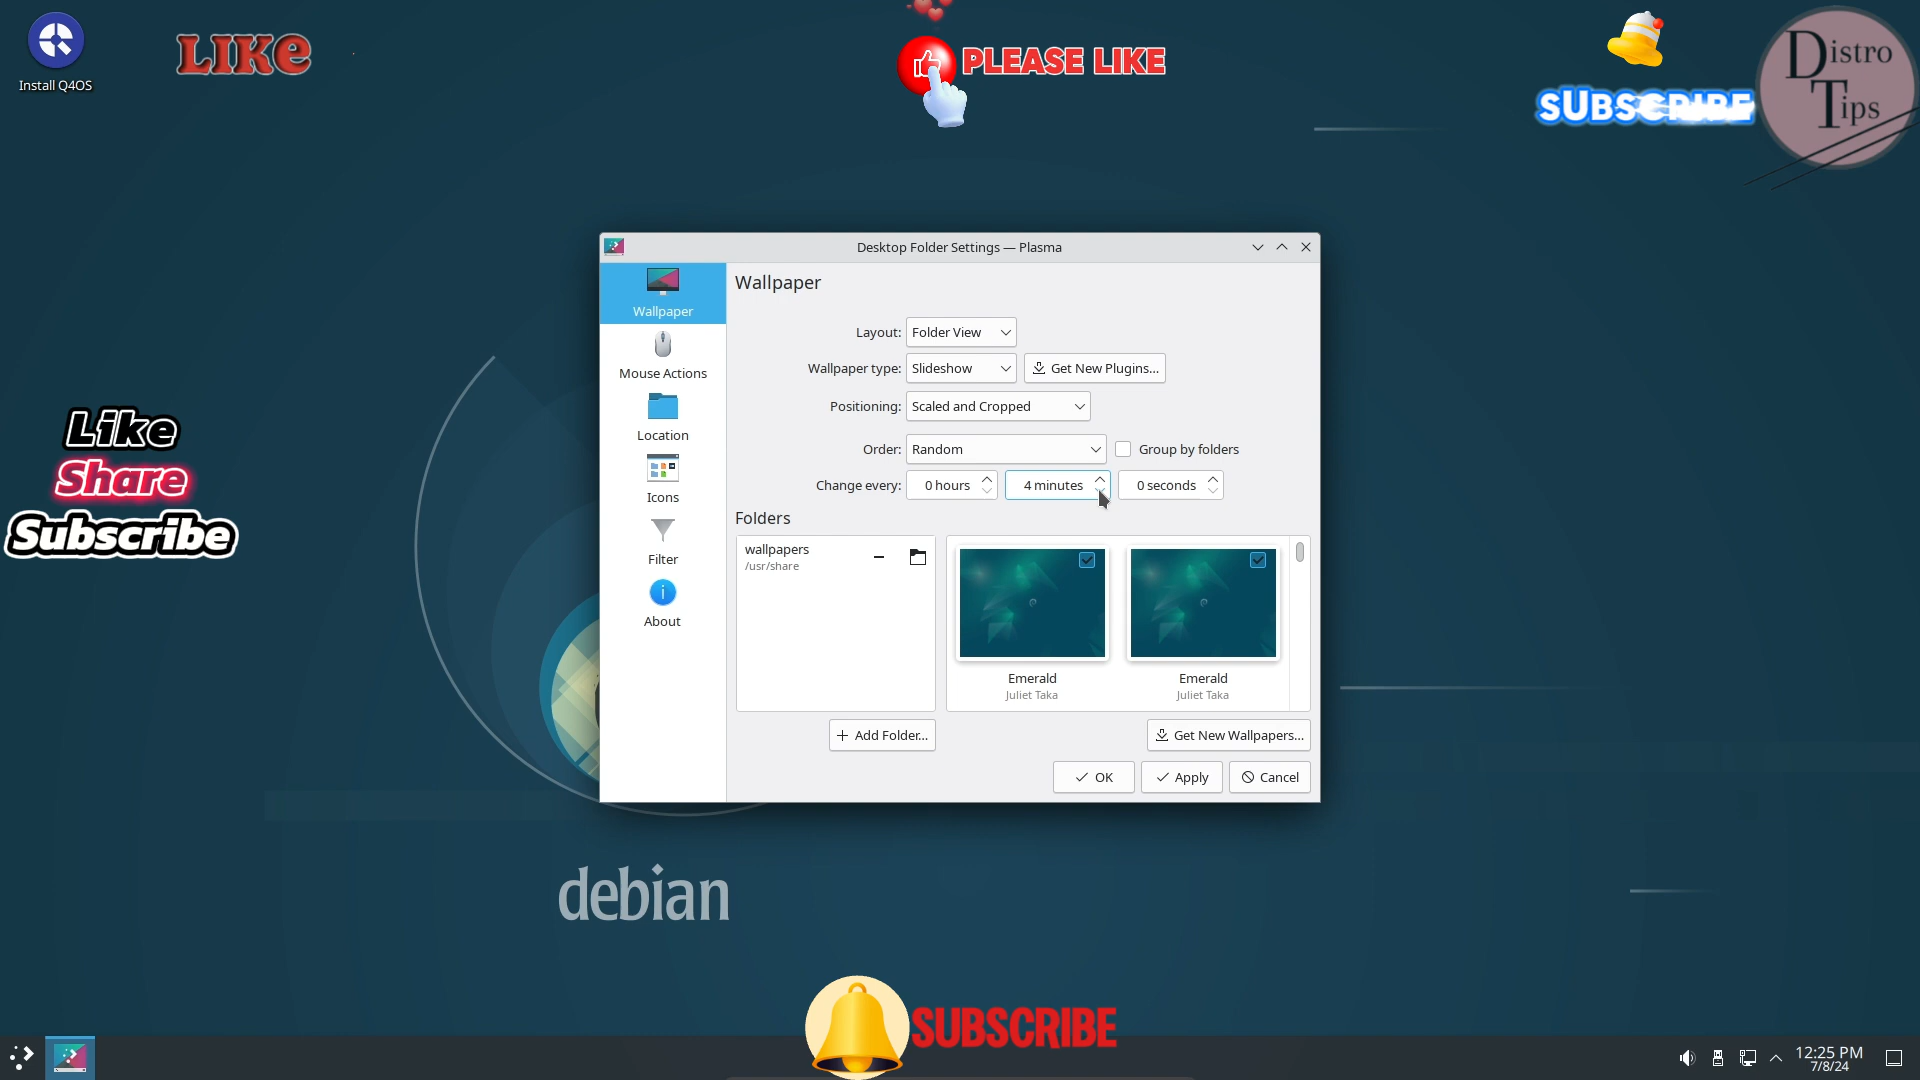 Install Q4OS
LIKE
PLEASE LIKE
SUBSCRIBE
Distro
Tips
Desktop Folder Settings — Plasma
Wallpaper
Mouse Actions
Location
Icons
Filter
About
Wallpaper
Layout: Folder View
Wallpaper type: Slideshow Get New Plugins...
Positioning: Scaled and Cropped
Order: Random Group by folders
Change every: 0 hours 4 minutes 0 seconds
Folders
wallpapers
/usr/share
Emerald
Juliet Taka
Emerald
Juliet Taka
Add Folder...
Get New Wallpapers...
OK Apply Cancel
Like
Share
Subscribe
debian
SUBSCRIBE
12:25 PM
7/8/24